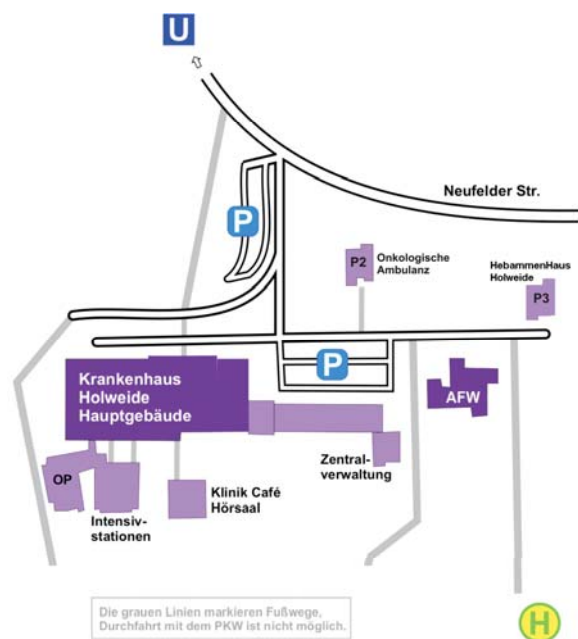 U
Neufelder Str.
P
P2
Onkologische
Ambulanz
HebammenHaus
Holweide
P3
P
Krankenhaus
Holweide
Hauptgebäude
AFW
OP
Zentral-
verwaltung
Klinik Café
Hörsaal
Intensiv-
stationen
Die grauen Linien markieren Fußwege,
Durchfahrt mit dem PKW ist nicht möglich.
H